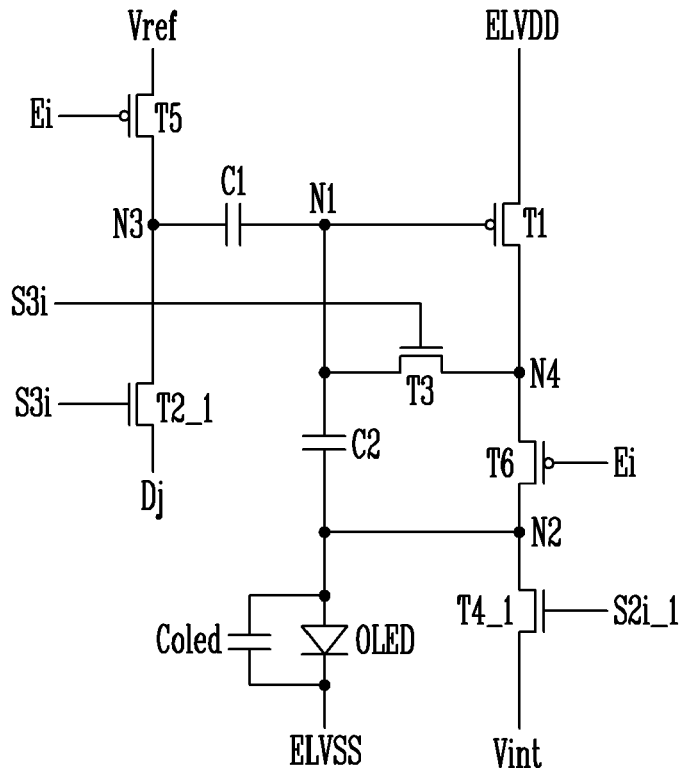 Vref
ELVDD
Ei
T5
C1
N1
N3
T1
S3i
T3
N4
S3i
T2_1
C2
T6
Ei
Dj
N2
T4_1
S2i_1
Coled
OLED
ELVSS
Vint